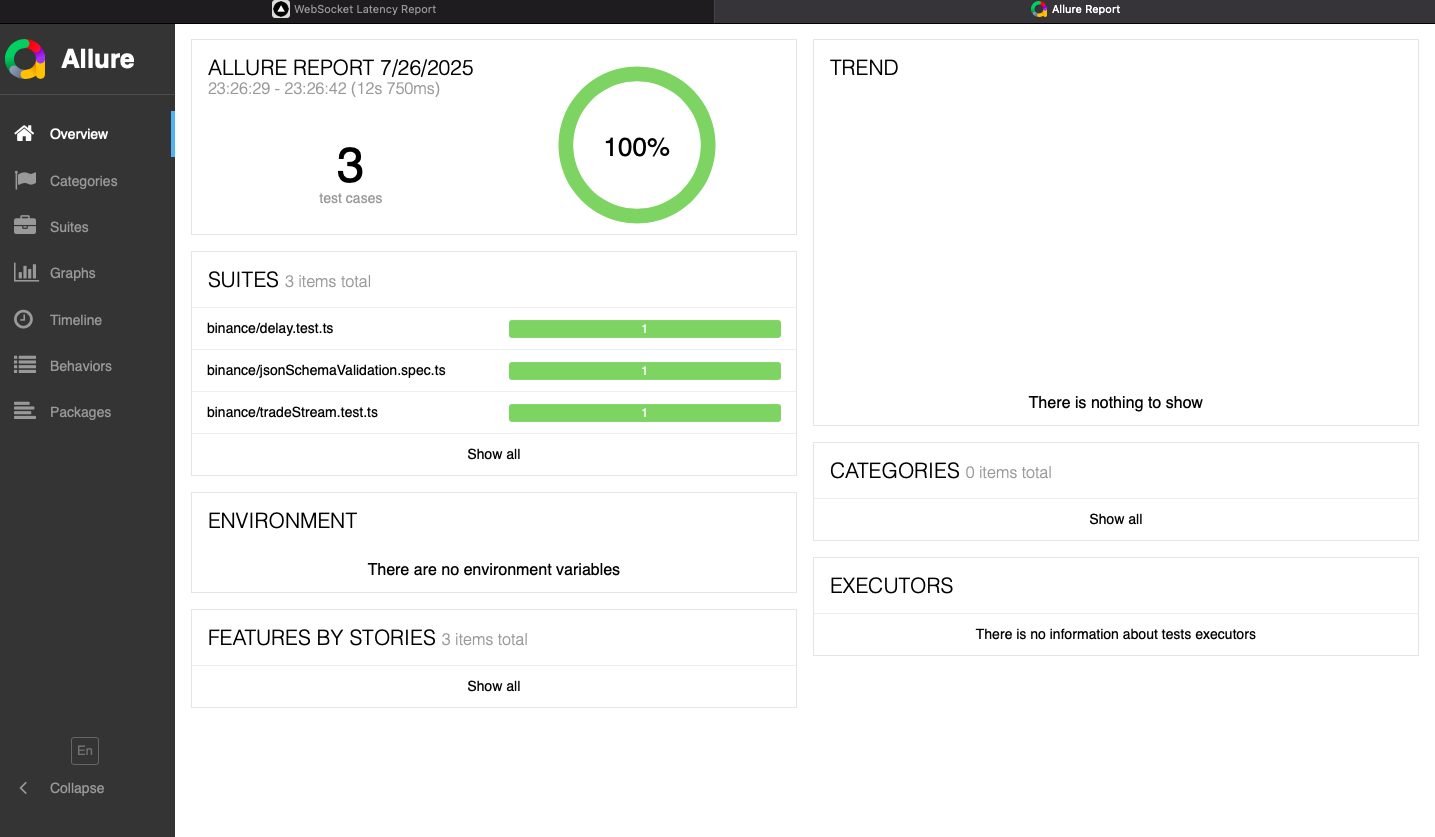 WebSocket Latency Report
Allure Report
Allure
Overview
Categories
Suites
Graphs
Timeline
Behaviors
Packages
En
Collapse
ALLURE REPORT 7/26/2025
23:26:29 - 23:26:42 (12s 750ms)
3
test cases
100%
SUITES 3 items total
binance/delay.test.ts 1
binance/jsonSchemaValidation.spec.ts 1
binance/tradeStream.test.ts 1
Show all
ENVIRONMENT
There are no environment variables
FEATURES BY STORIES 3 items total
Show all
TREND
There is nothing to show
CATEGORIES 0 items total
Show all
EXECUTORS
There is no information about tests executors